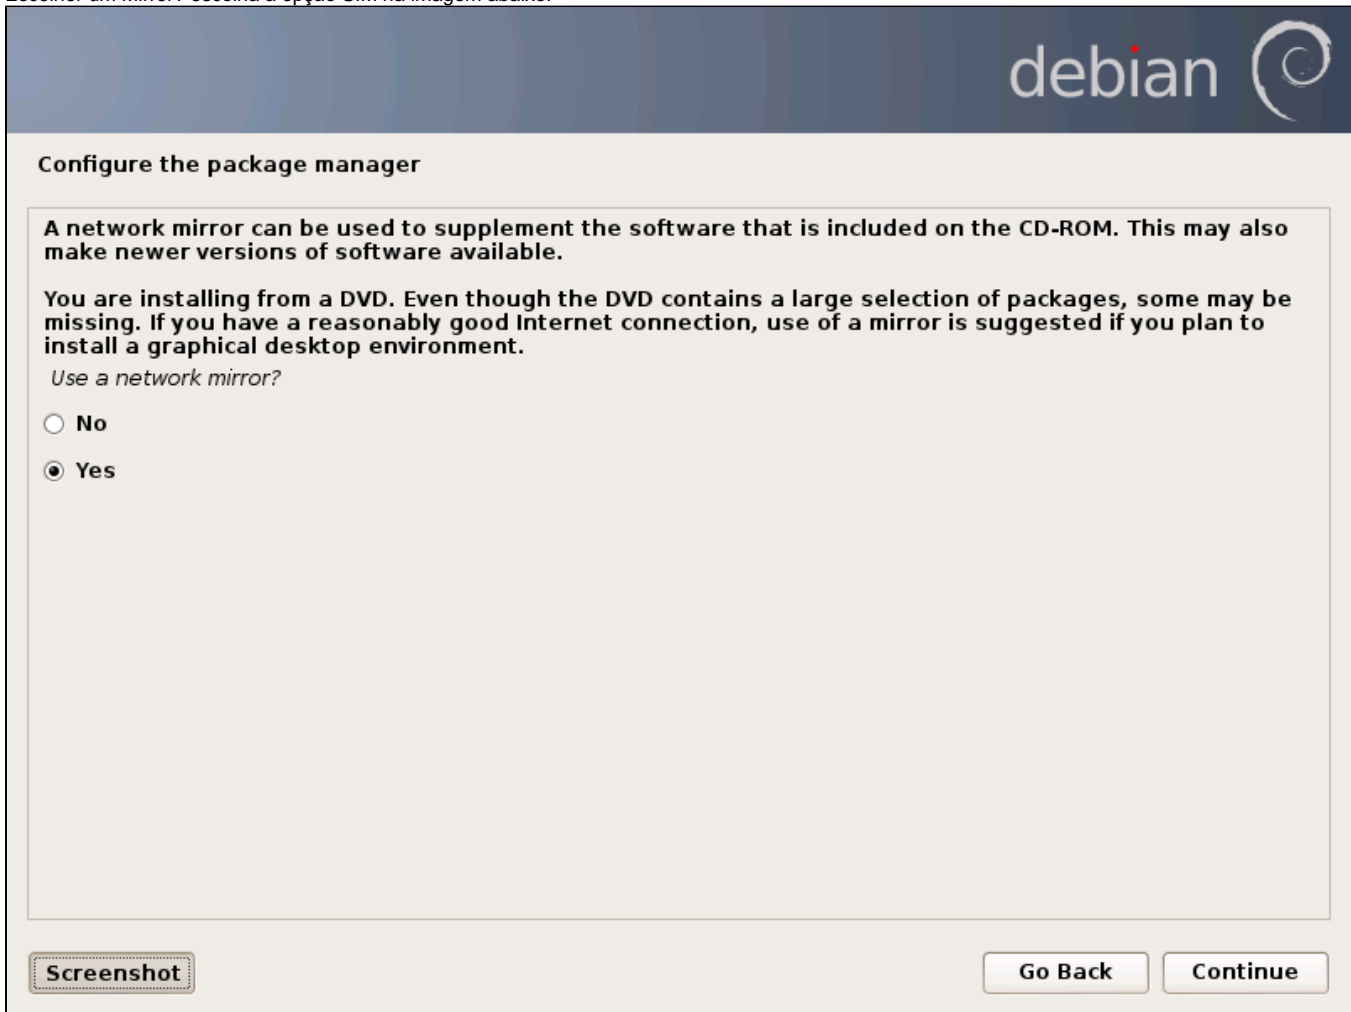 debian
Configure the package manager
A network mirror can be used to supplement the software that is included on the CD-ROM. This may also
make newer versions of software available.
You are installing from a DVD. Even though the DVD contains a large selection of packages, some may be
missing. If you have a reasonably good Internet connection, use of a mirror is suggested if you plan to
install a graphical desktop environment.
Use a network mirror?
No
Yes
Screenshot
Go Back
Continue